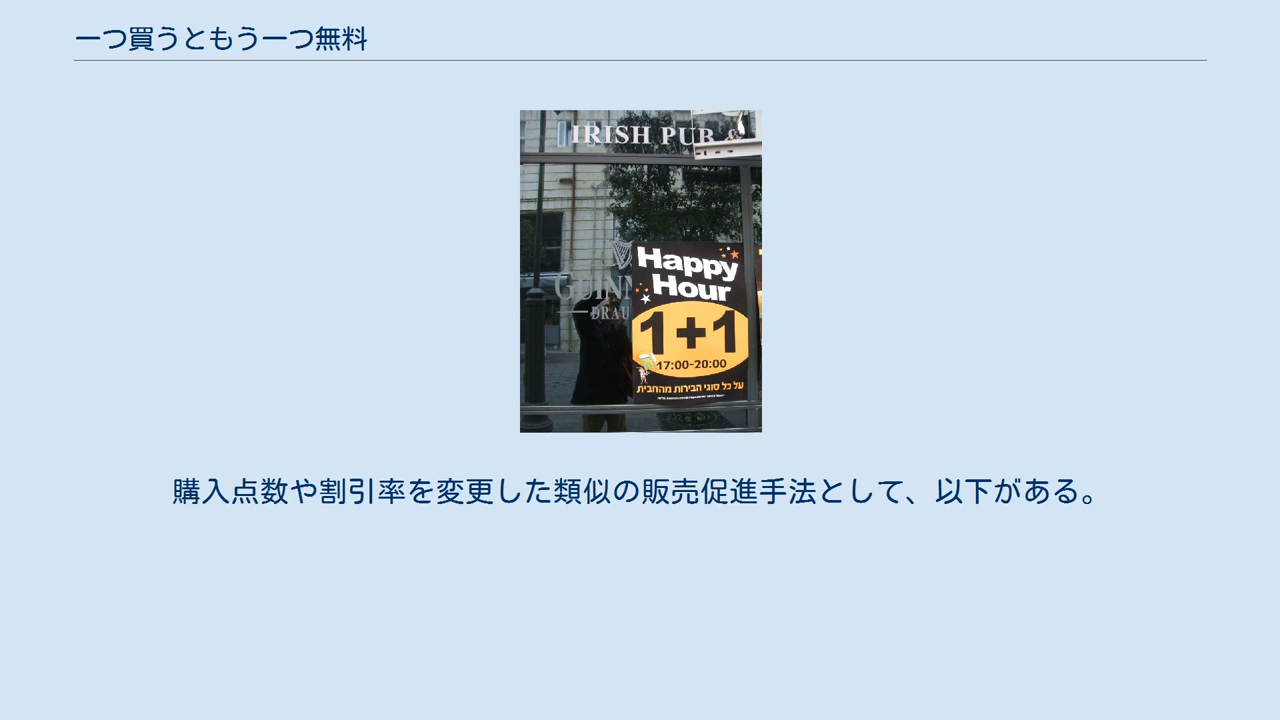 一つ買うともう一つ無料
IRISH PUB &
GUINN
DRAU
Happy
Hour
1+1
17:00-20:00
על כל סוגי הבירות מהחבית
購入点数や割引率を変更した類似の販売促進手法として、以下がある。